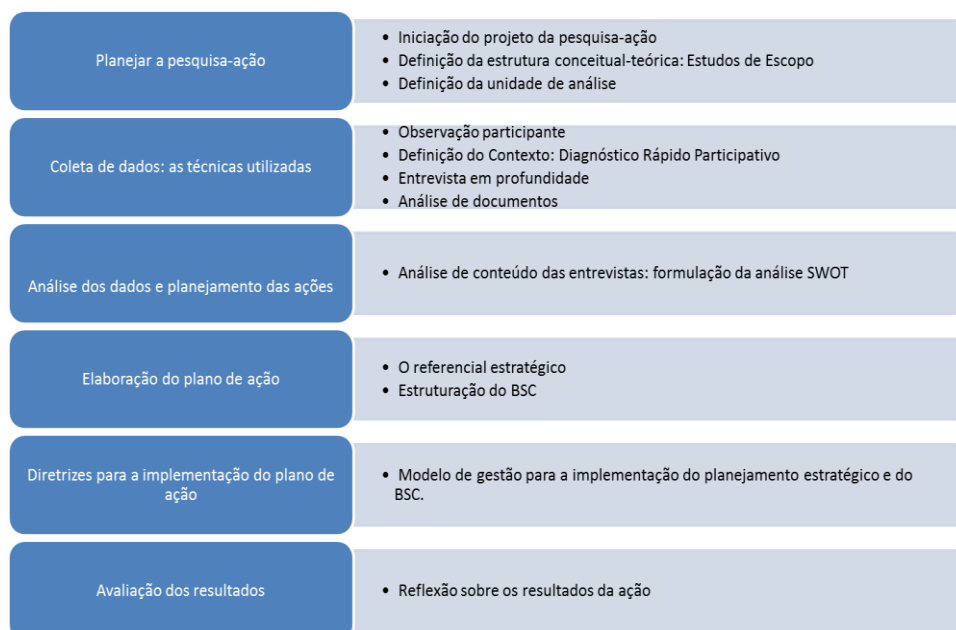 Planejar a pesquisa-ação
• Iniciação do projeto da pesquisa-ação
• Definição da estrutura conceitual-teórica: Estudos de Escopo
• Definição da unidade de análise
Coleta de dados: as técnicas utilizadas
• Observação participante
• Definição do Contexto: Diagnóstico Rápido Participativo
• Entrevista em profundidade
• Análise de documentos
Análise dos dados e planejamento das ações
• Análise de conteúdo das entrevistas: formulação da análise SWOT
Elaboração do plano de ação
• O referencial estratégico
• Estruturação do BSC
Diretrizes para a implementação do plano de
ação
• Modelo de gestão para a implementação do planejamento estratégico e do
BSC.
Avaliação dos resultados
• Reflexão sobre os resultados da ação